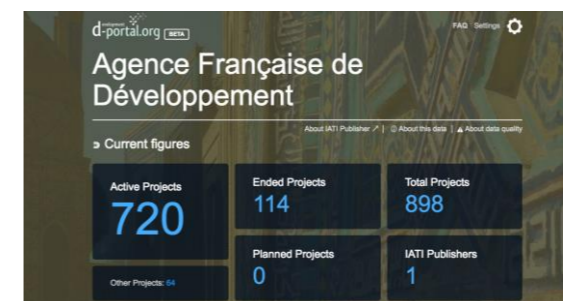 development
d-portal.org BETA
FAQ Settings
Agence Française de
Développement
About IATI Publisher ↗ | About this data | About data quality
Current figures
Active Projects
720
Ended Projects
114
Total Projects
898
Other Projects: 64
Planned Projects
0
IATI Publishers
1